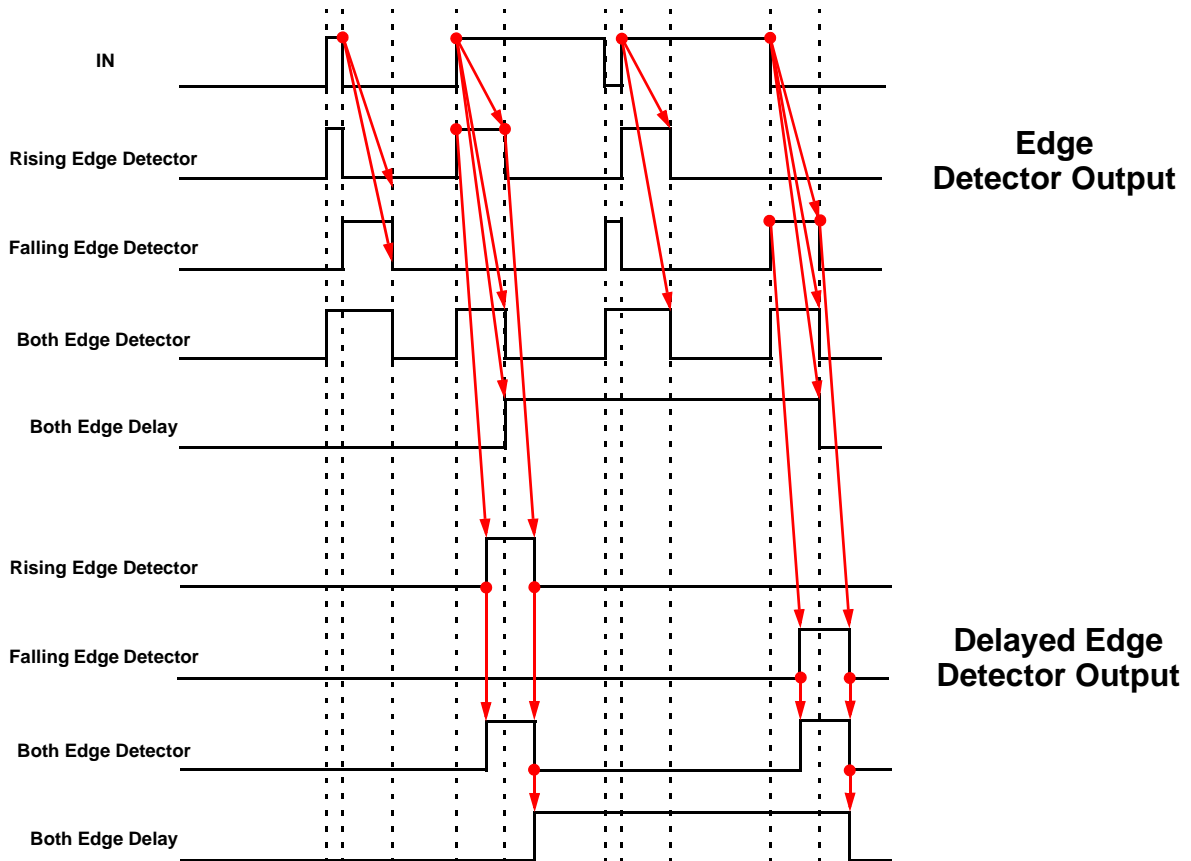 IN
Rising Edge Detector
Edge
Detector Output
Falling Edge Detector
Both Edge Detector
Both Edge Delay
Rising Edge Detector
Falling Edge Detector
Delayed Edge
Detector Output
Both Edge Detector
Both Edge Delay